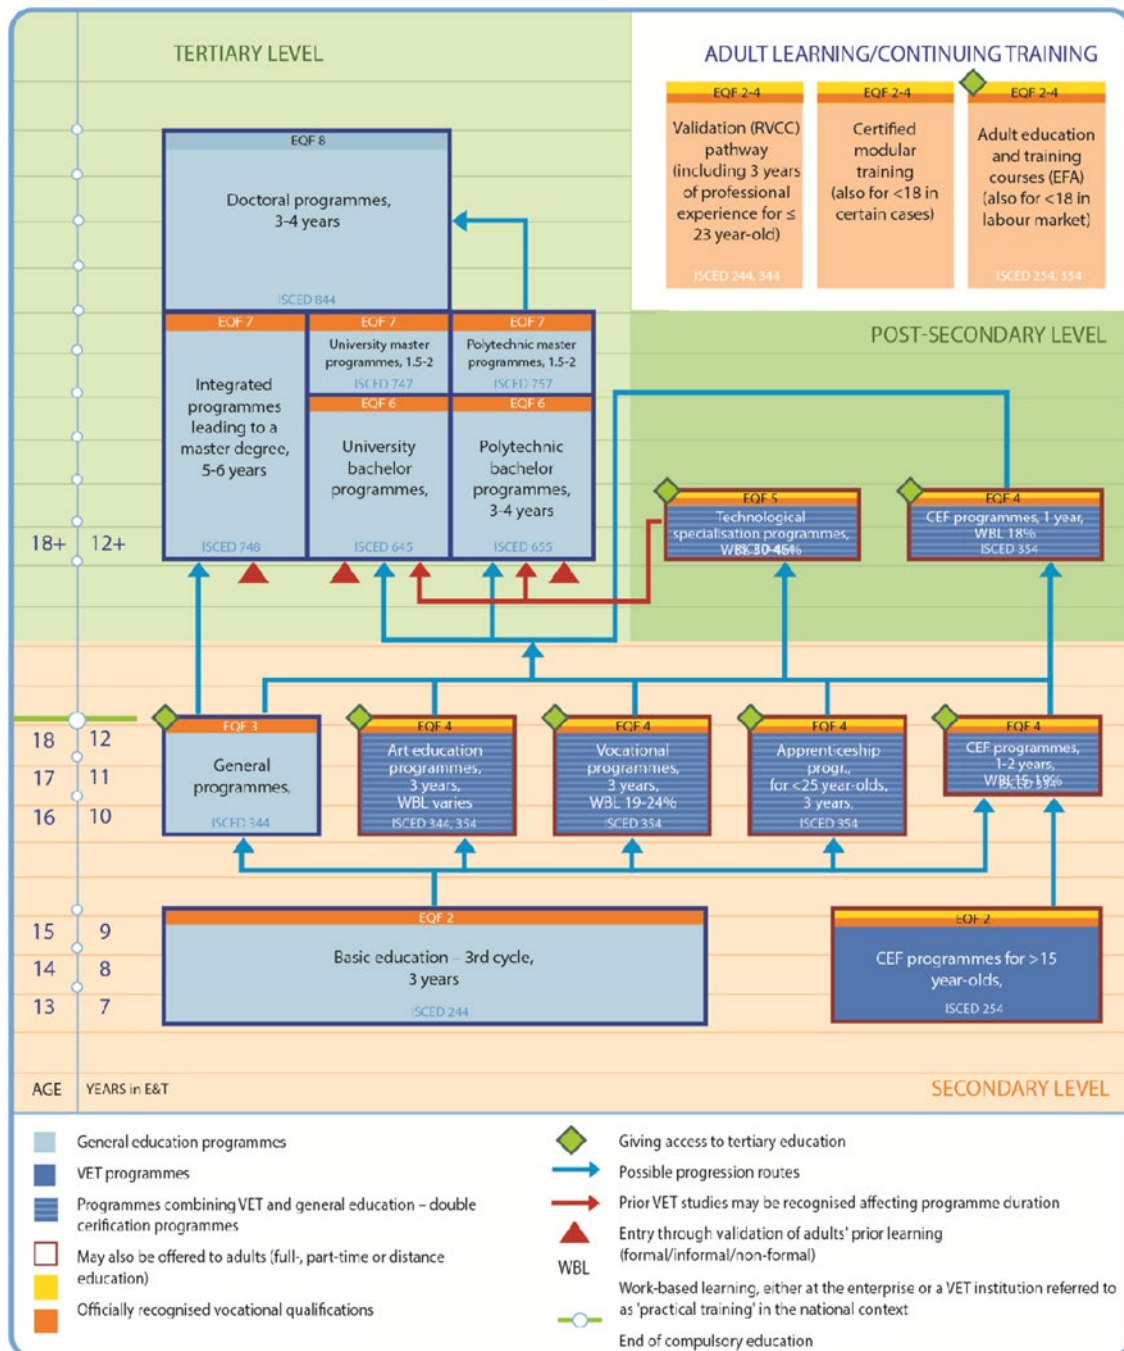 TERTIARY LEVEL
ADULT LEARNING/CONTINUING TRAINING
EQF 2-4
Validation (RVCC)
pathway
(including 3 years
of professional
experience for ≤
23 year-old)
ISCED 244, 344
EQF 2-4
Certified
modular
training
(also for <18 in
certain cases)
EQF 2-4
Adult education
and training
courses (EFA)
(also for <18 in
labour market)
ISCED 254, 354
EQF 8
Doctoral programmes,
3-4 years
ISCED 844
POST-SECONDARY LEVEL
EQF 7
Integrated
programmes
leading to a
master degree,
5-6 years
ISCED 748
EQF 7
University master
programmes, 1.5-2
ISCED 747
EQF 7
Polytechnic master
programmes, 1.5-2
ISCED 757
EQF 6
University
bachelor
programmes,
ISCED 645
EQF 6
Polytechnic
bachelor
programmes,
3-4 years
ISCED 655
EQF 5
Technological
specialisation programmes,
WBL 30-45%
EQF 4
CEF programmes, 1 year,
WBL 18%
ISCED 354
18+ 12+
18 12
17 11
16 10
EQF 3
General
programmes,
ISCED 344
EQF 4
Art education
programmes,
3 years,
WBL varies
ISCED 344, 354
EQF 4
Vocational
programmes,
3 years,
WBL 19-24%
ISCED 354
EQF 4
Apprenticeship
progr.,
for <25 year-olds,
3 years,
ISCED 354
EQF 4
CEF programmes,
1-2 years,
WBL 15-19%
15 9
14 8
13 7
EQF 2
Basic education – 3rd cycle,
3 years
ISCED 244
EQF 2
CEF programmes for >15
year-olds,
ISCED 254
AGE YEARS in E&T
SECONDARY LEVEL
General education programmes
VET programmes
Programmes combining VET and general education – double
cerification programmes
May also be offered to adults (full-, part-time or distance
education)
Officially recognised vocational qualifications
Giving access to tertiary education
Possible progression routes
Prior VET studies may be recognised affecting programme duration
Entry through validation of adults' prior learning
(formal/informal/non-formal)
WBL
Work-based learning, either at the enterprise or a VET institution referred to
as 'practical training' in the national context
End of compulsory education